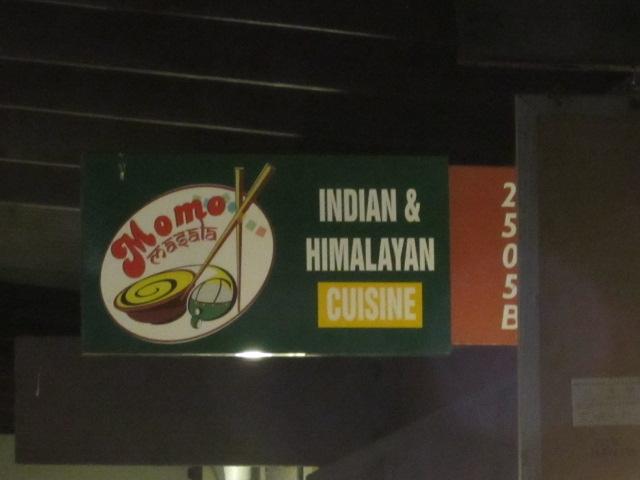 Momo
masala
INDIAN &
HIMALAYAN
CUISINE
2505B